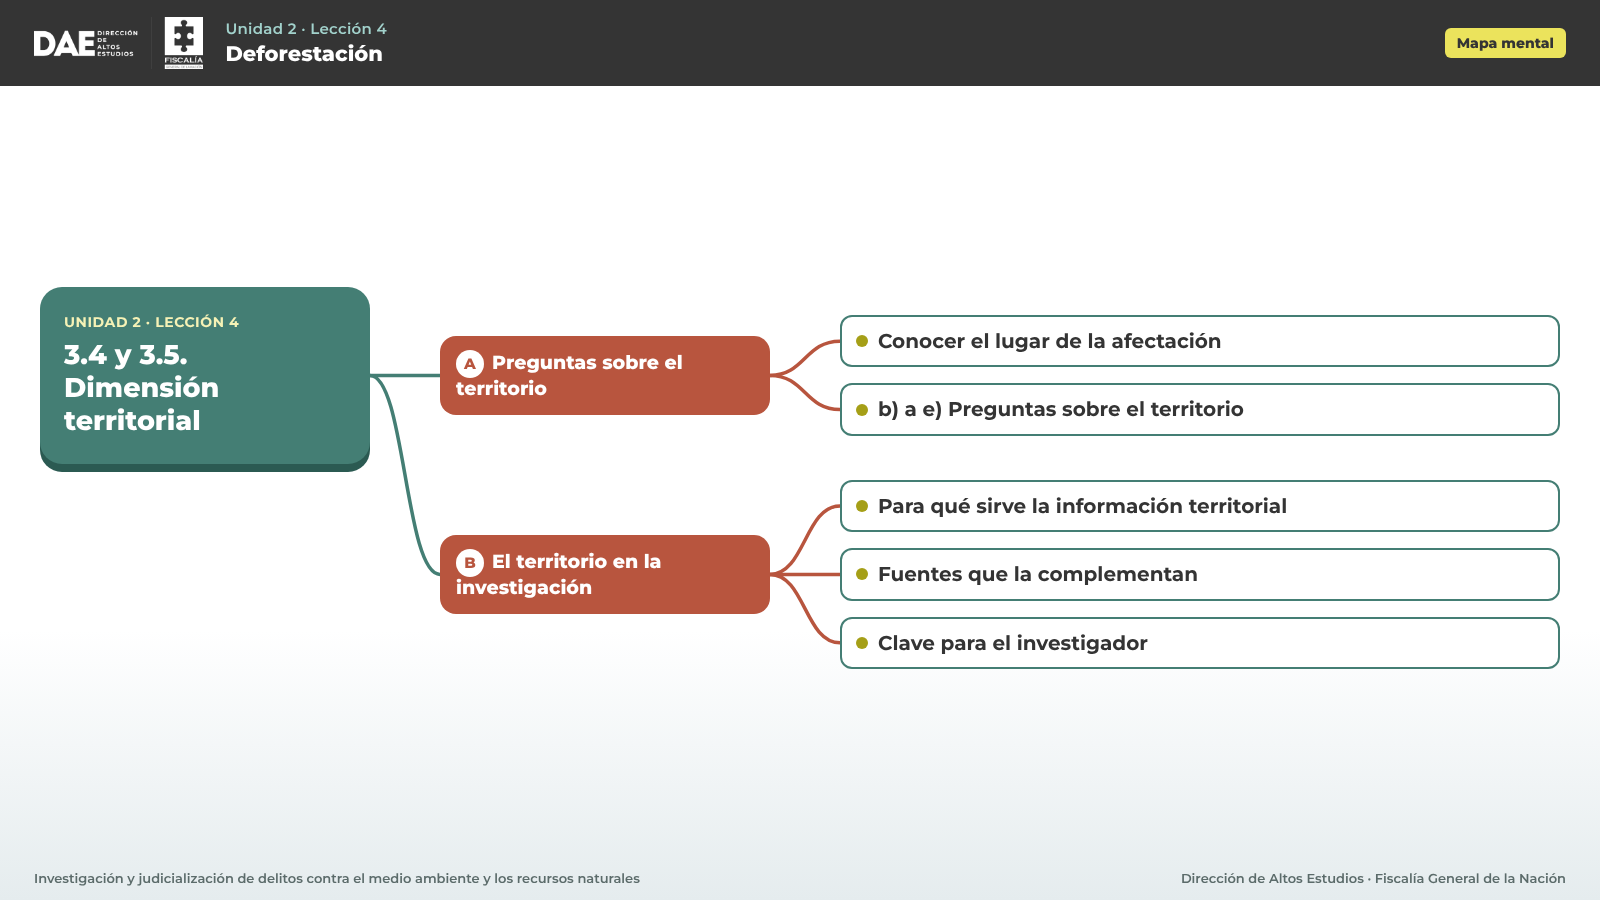 DAE DIRECCIÓN
DE
ALTOS
ESTUDIOS
FISCALÍA
Unidad 2 · Lección 4
Deforestación
Mapa mental
UNIDAD 2 · LECCIÓN 4
3.4 y 3.5.
Dimensión
territorial
A Preguntas sobre el
territorio
Conocer el lugar de la afectación
b) a e) Preguntas sobre el territorio
B El territorio en la
investigación
Para qué sirve la información territorial
Fuentes que la complementan
Clave para el investigador
Investigación y judicialización de delitos contra el medio ambiente y los recursos naturales
Dirección de Altos Estudios · Fiscalía General de la Nación